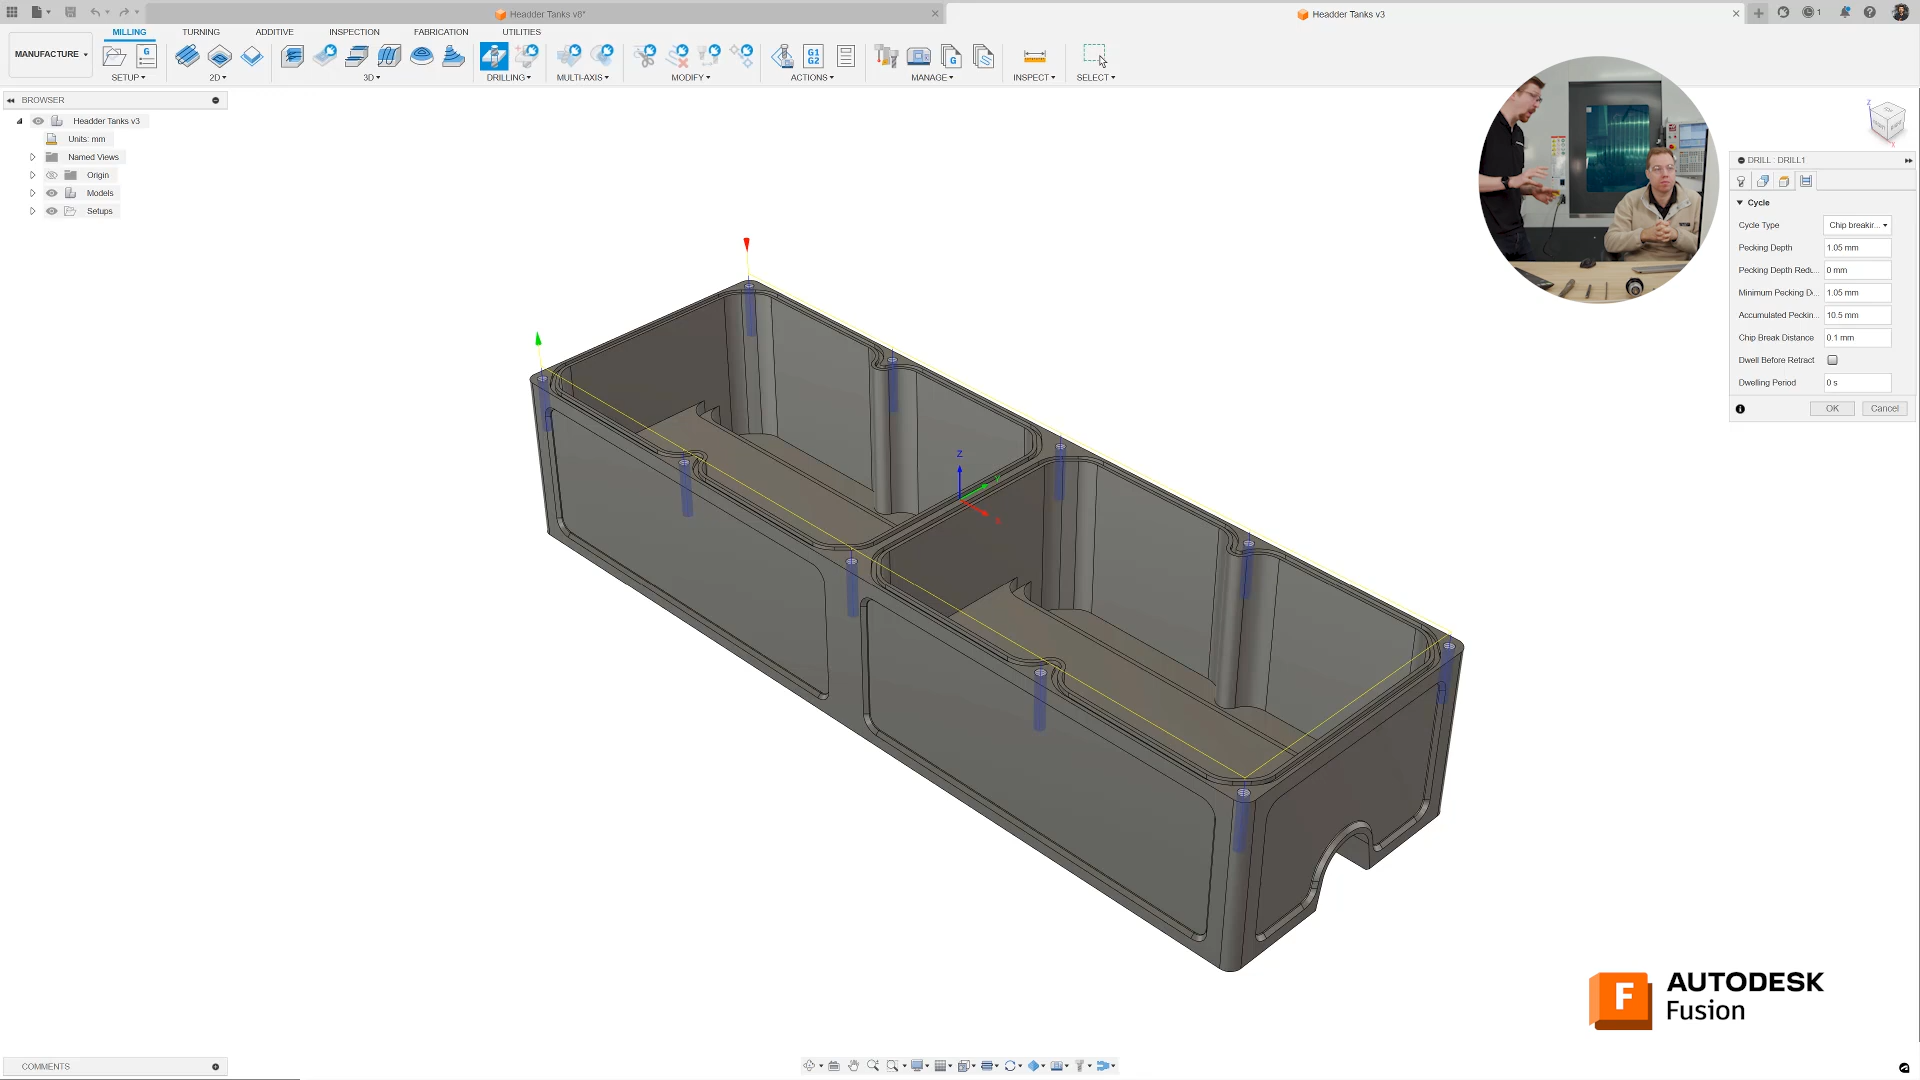 Headder Tanks v6*
Headder Tanks v3
1
MANUFACTURE
MILLING
TURNING
ADDITIVE
INSPECTION
FABRICATION
UTILITIES
G
G1
G2
G
SETUP
2D
3D
DRILLING
MULTI-AXIS
MODIFY
ACTIONS
MANAGE
INSPECT
SELECT
BROWSER
Headder Tanks v3
Units: mm
Named Views
Origin
Models
Setups
Z
X
Z
Y
X
DRILL : DRILL1
Cycle
Cycle Type Chip breakir...
Pecking Depth 1.05 mm
Pecking Depth Redu... 0 mm
Minimum Pecking D... 1.05 mm
Accumulated Peckin... 10.5 mm
Chip Break Distance 0.1 mm
Dwell Before Retract
Dwelling Period 0 s
OK Cancel
F
AUTODESK
Fusion
COMMENTS